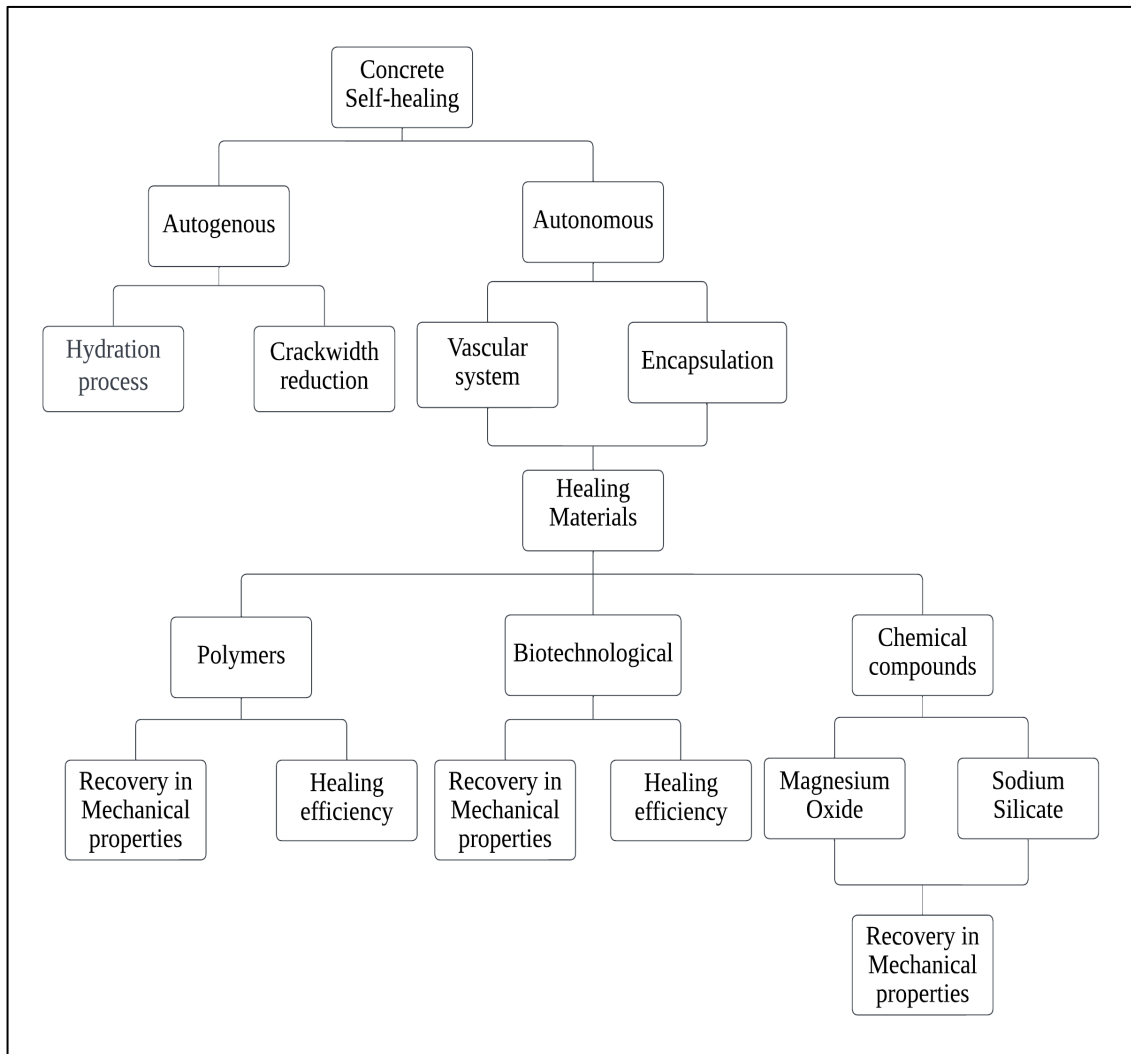 Concrete
Self-healing
Autogenous
Autonomous
Hydration
process
Crackwidth
reduction
Vascular
system
Encapsulation
Healing
Materials
Polymers
Biotechnological
Chemical
compounds
Recovery in
Mechanical
properties
Healing
efficiency
Recovery in
Mechanical
properties
Healing
efficiency
Magnesium
Oxide
Sodium
Silicate
Recovery in
Mechanical
properties